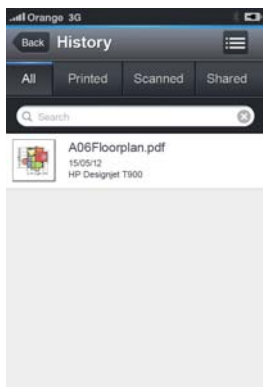 Orange 3G
Back History
All Printed Scanned Shared
Search
A06Floorplan.pdf
15/05/12
HP Designjet T900